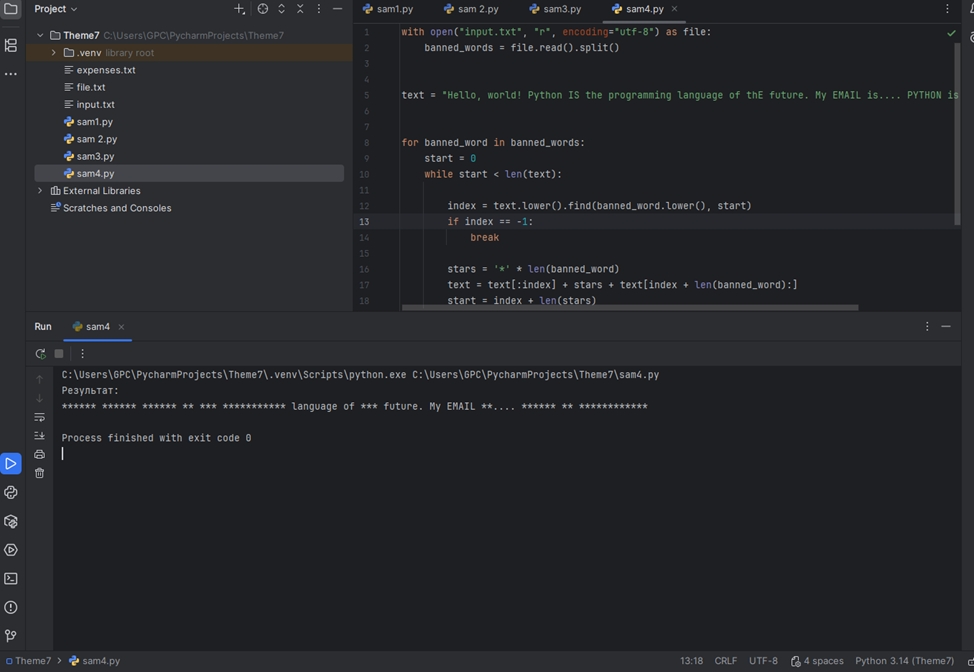 Project
sam1.py
sam 2.py
sam3.py
sam4.py
Theme7 C:\Users\GPC\PycharmProjects\Theme7
.venv library root
expenses.txt
file.txt
input.txt
sam1.py
sam 2.py
sam3.py
sam4.py
External Libraries
Scratches and Consoles
1 with open("input.txt", "r", encoding="utf-8") as file:
2     banned_words = file.read().split()
3
4
5 text = "Hello, world! Python IS the programming language of thE future. My EMAIL is.... PYTHON is
6
7
8 for banned_word in banned_words:
9     start = 0
10     while start < len(text):
11
12         index = text.lower().find(banned_word.lower(), start)
13         if index == -1:
14             break
15
16         stars = '*' * len(banned_word)
17         text = text[:index] + stars + text[index + len(banned_word):]
18         start = index + len(stars)
Run sam4
C:\Users\GPC\PycharmProjects\Theme7\.venv\Scripts\python.exe C:\Users\GPC\PycharmProjects\Theme7\sam4.py
Результат:
****** ****** ****** ** *** *********** language of *** future. My EMAIL **.... ****** ** ************
Process finished with exit code 0
Theme7 > sam4.py
13:18 CRLF UTF-8 4 spaces Python 3.14 (Theme7)